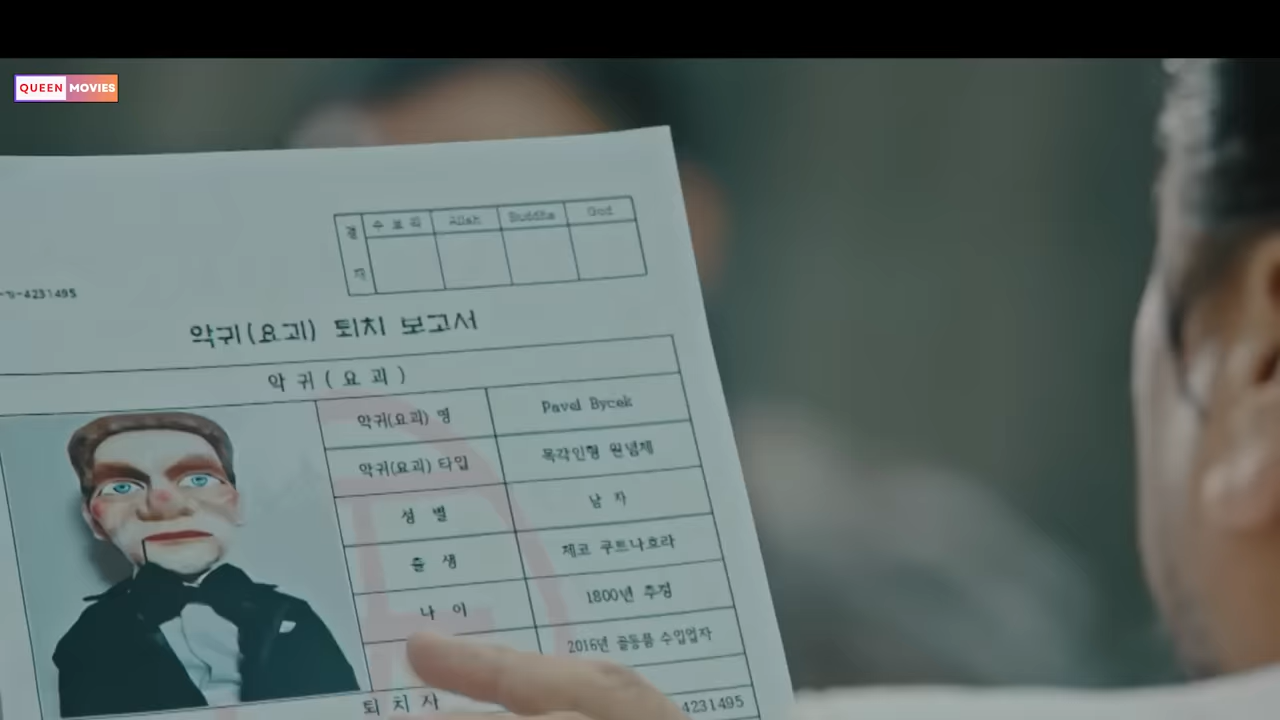 QUEEN MOVIES
결재 수보리 Allah Buddha God
-4231495
악귀(요괴) 퇴치 보고서
악 귀 ( 요 괴 )
악귀(요괴) 명 Pavel Bycek
악귀(요괴) 타입 목각인형 원념체
성 별 남 자
출 생 체코 쿠트나호라
나 이 1800년 추정
2016년 골동품 수입업자
퇴 치 사 4231495